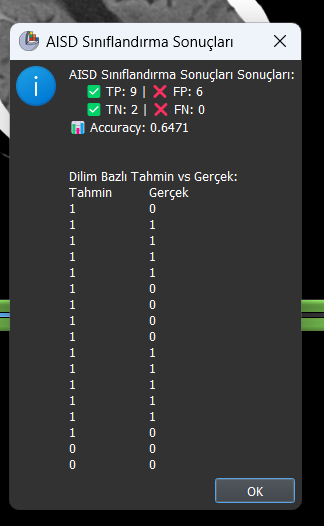 AISD Sınıflandırma Sonuçları
AISD Sınıflandırma Sonuçları Sonuçları:
✅ TP: 9 | ❌ FP: 6
✅ TN: 2 | ❌ FN: 0
📊 Accuracy: 0.6471
Dilim Bazlı Tahmin vs Gerçek:
Tahmin Gerçek
1 0
1 1
1 1
1 1
1 1
1 0
1 0
1 0
1 0
1 1
1 1
1 1
1 1
1 1
1 0
0 0
0 0
OK